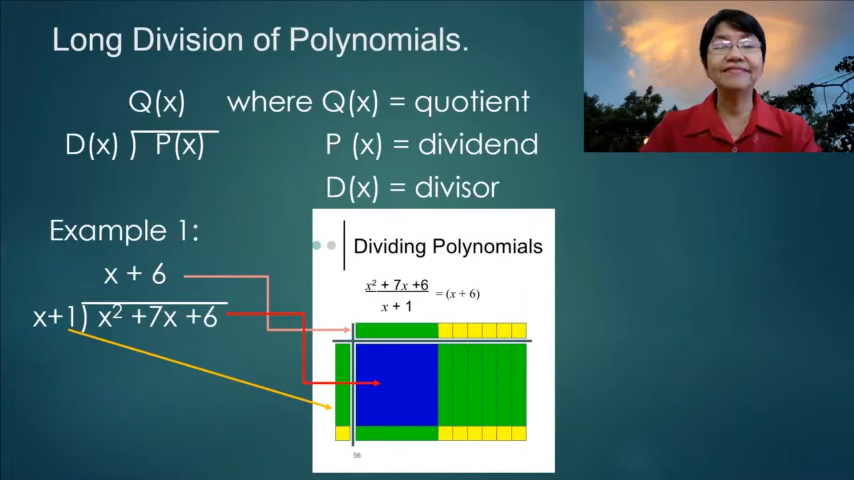 Long Division of Polynomials.
Q(x) where Q(x) = quotient
D(x) ) P(x) P (x) = dividend
D(x) = divisor
Example 1:
x + 6
x+1) x² +7x +6
Dividing Polynomials
x² + 7x +6
= (x + 6)
x + 1
56